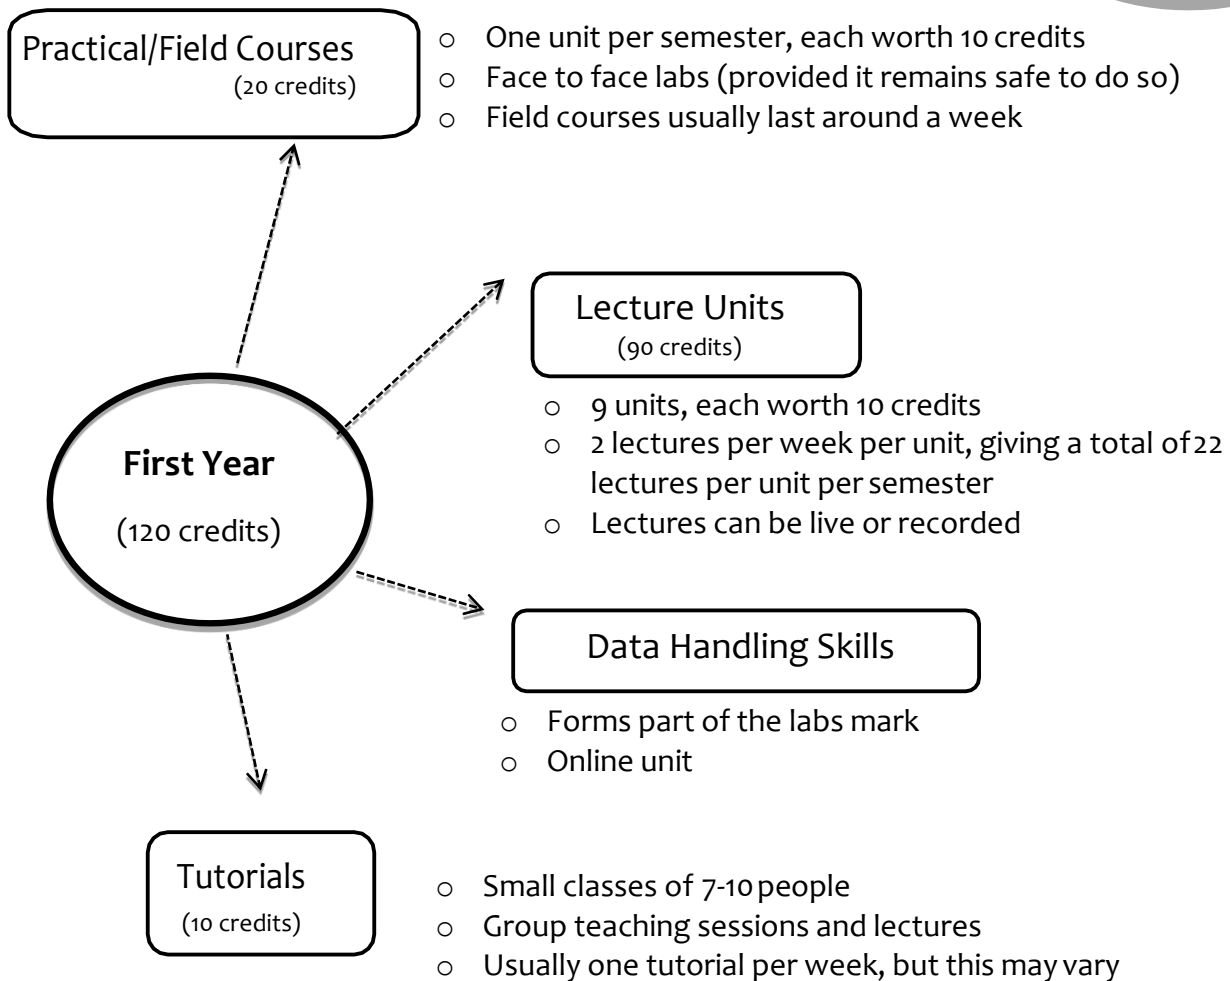 Practical/Field Courses
(20 credits)
o One unit per semester, each worth 10 credits
o Face to face labs (provided it remains safe to do so)
o Field courses usually last around a week
Lecture Units
(90 credits)
o 9 units, each worth 10 credits
o 2 lectures per week per unit, giving a total of 22
lectures per unit per semester
o Lectures can be live or recorded
First Year
(120 credits)
Data Handling Skills
o Forms part of the labs mark
o Online unit
Tutorials
(10 credits)
o Small classes of 7-10 people
o Group teaching sessions and lectures
o Usually one tutorial per week, but this may vary